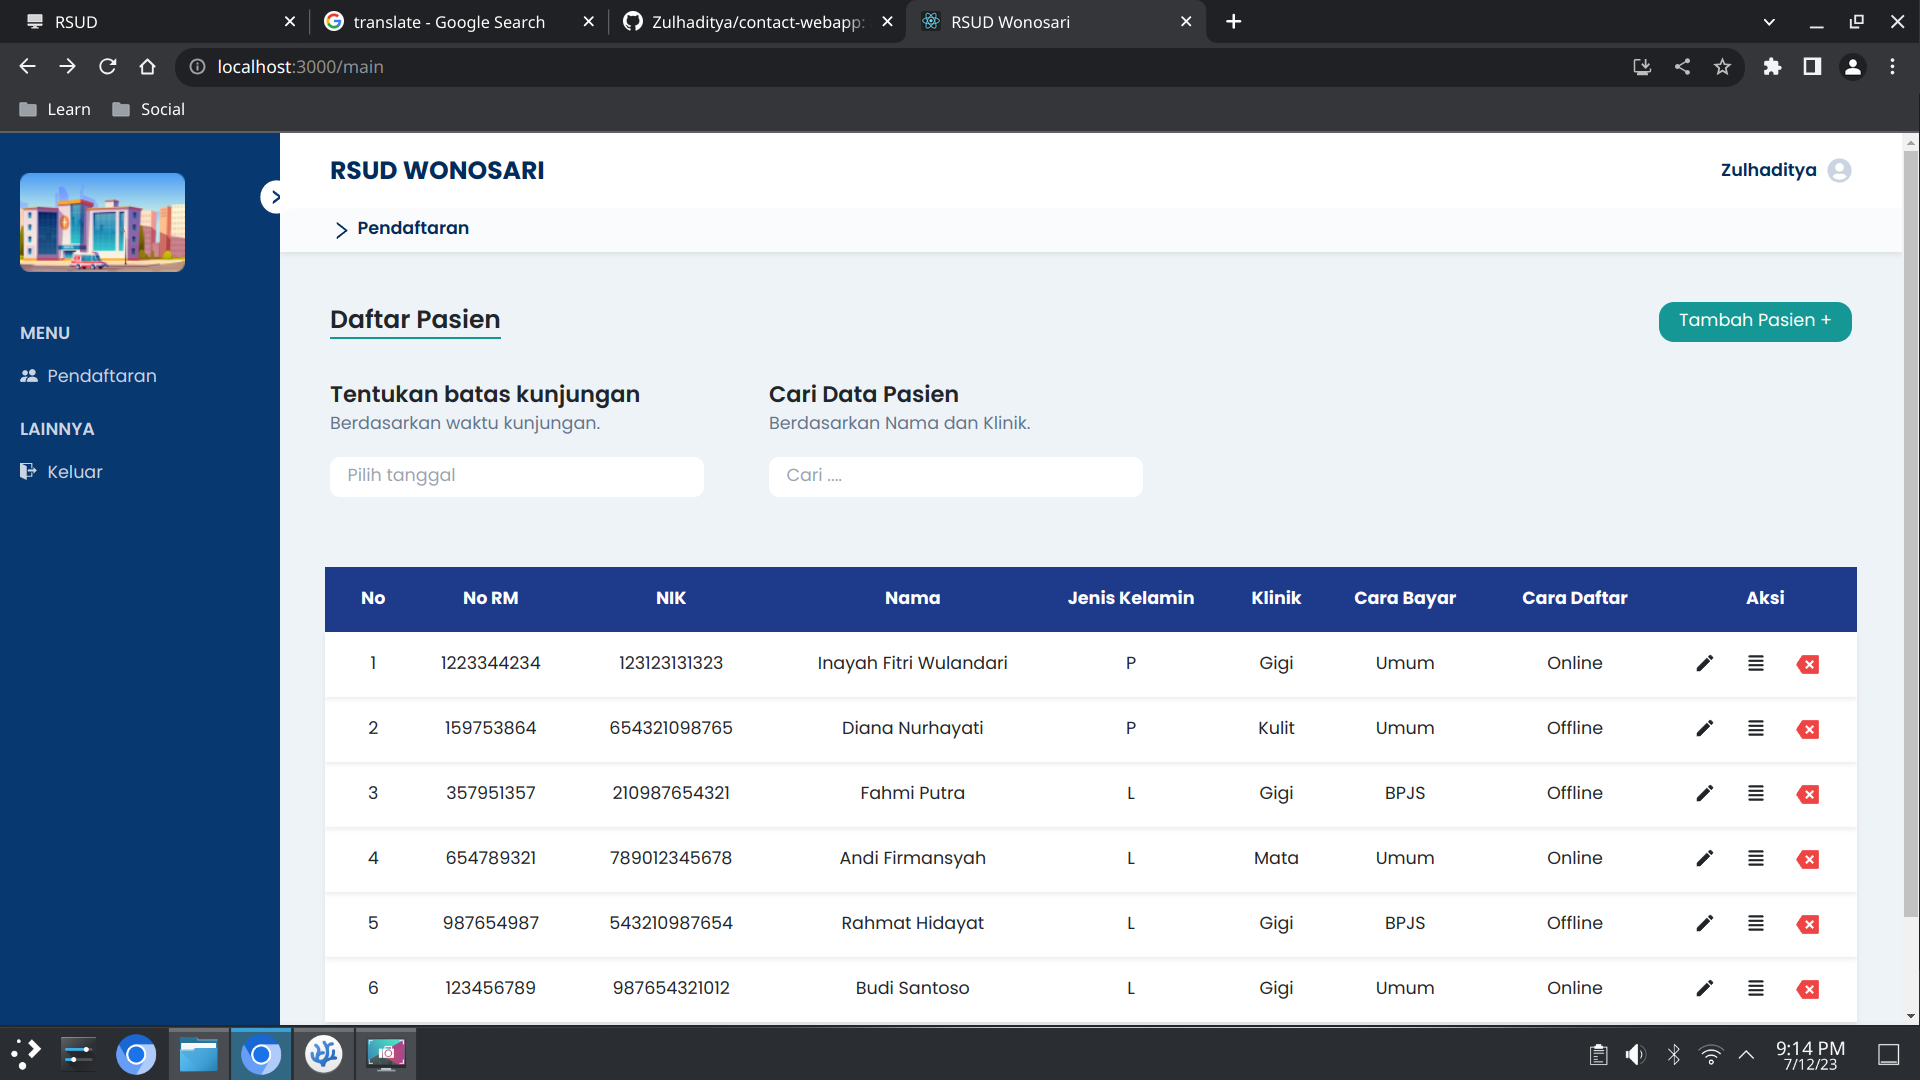 RSUD
translate - Google Search
Zulhaditya/contact-webapp:
RSUD Wonosari
localhost:3000/main
Learn
Social
RSUD WONOSARI
Zulhaditya
Pendaftaran
MENU
Pendaftaran
LAINNYA
Keluar
Daftar Pasien
Tambah Pasien +
Tentukan batas kunjungan
Berdasarkan waktu kunjungan.
Pilih tanggal
Cari Data Pasien
Berdasarkan Nama dan Klinik.
Cari ....
No No RM NIK Nama Jenis Kelamin Klinik Cara Bayar Cara Daftar Aksi
1 1223344234 123123131323 Inayah Fitri Wulandari P Gigi Umum Online
2 159753864 654321098765 Diana Nurhayati P Kulit Umum Offline
3 357951357 210987654321 Fahmi Putra L Gigi BPJS Offline
4 654789321 789012345678 Andi Firmansyah L Mata Umum Online
5 987654987 543210987654 Rahmat Hidayat L Gigi BPJS Offline
6 123456789 987654321012 Budi Santoso L Gigi Umum Online
9:14 PM
7/12/23